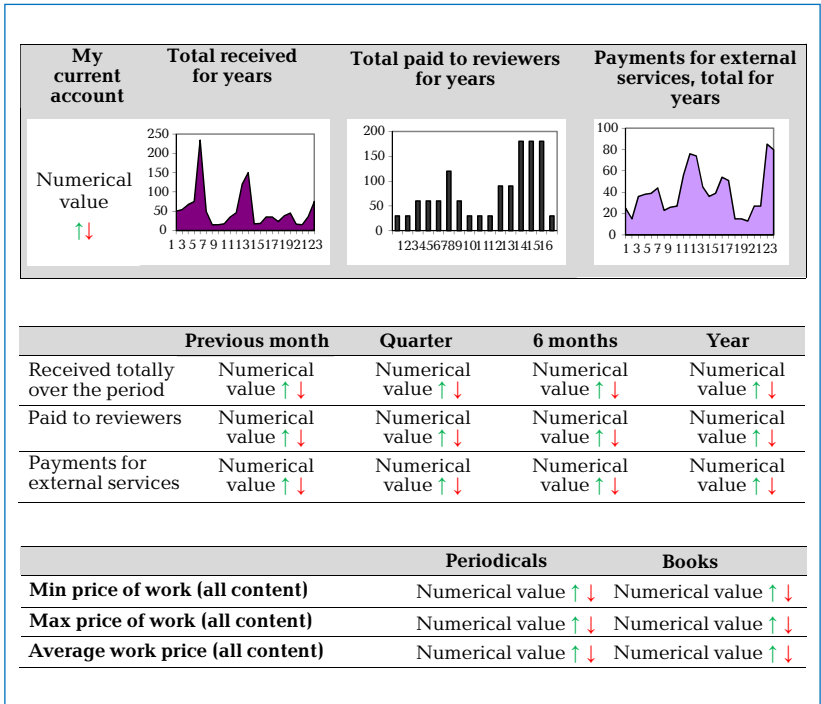 My
current
account
Total received
for years
Total paid to reviewers
for years
Payments for external
services, total for
years
Numerical
value
↑↓
250
200
150
100
50
0
1 3 5 7 9 11131517192123
200
150
100
50
0
12345678910111213141516
100
80
60
40
20
0
1 3 5 7 9 11131517192123
Previous month Quarter 6 months Year
Received totally
over the period
Numerical
value ↑↓
Numerical
value ↑↓
Numerical
value ↑↓
Numerical
value ↑↓
Paid to reviewers
Numerical
value ↑↓
Numerical
value ↑↓
Numerical
value ↑↓
Numerical
value ↑↓
Payments for
external services
Numerical
value ↑↓
Numerical
value ↑↓
Numerical
value ↑↓
Numerical
value ↑↓
Periodicals Books
Min price of work (all content) Numerical value ↑↓ Numerical value ↑↓
Max price of work (all content) Numerical value ↑↓ Numerical value ↑↓
Average work price (all content) Numerical value ↑↓ Numerical value ↑↓